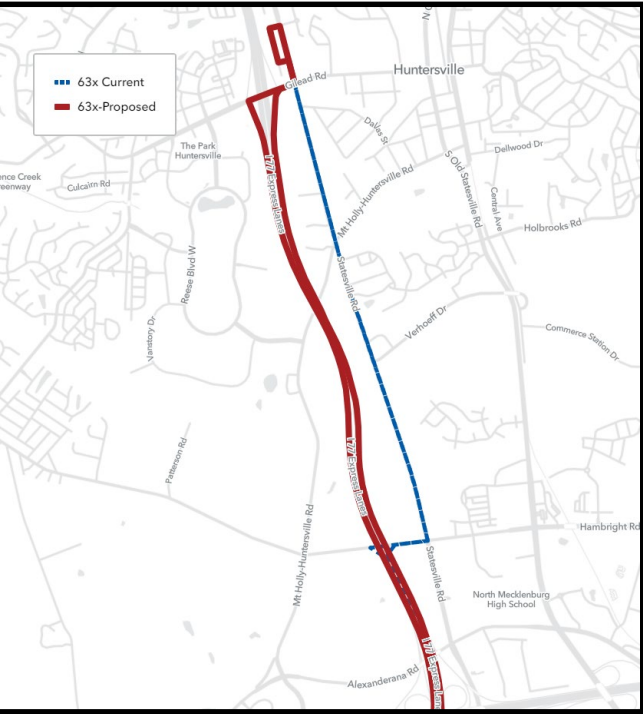 N O
63x Current
63x-Proposed
Huntersville
Gilead Rd
Dallas St
The Park
Huntersville
Dellwood Dr
S Old Statesville Rd
I 77 Express Lanes
Mt Holly-Huntersville Rd
ence Creek
reenway
Culcairn Rd
Central Ave
Holbrooks Rd
Reese Blvd W
Statesville Rd
Vanstory Dr
Verhoeff Dr
Commerce Station Dr
Patterson Rd
I 77 Express Lanes
Mt Holly-Huntersville Rd
Hambright Rd
Statesville Rd
North Mecklenburg
High School
I 77 Express Lan
Alexanderana Rd